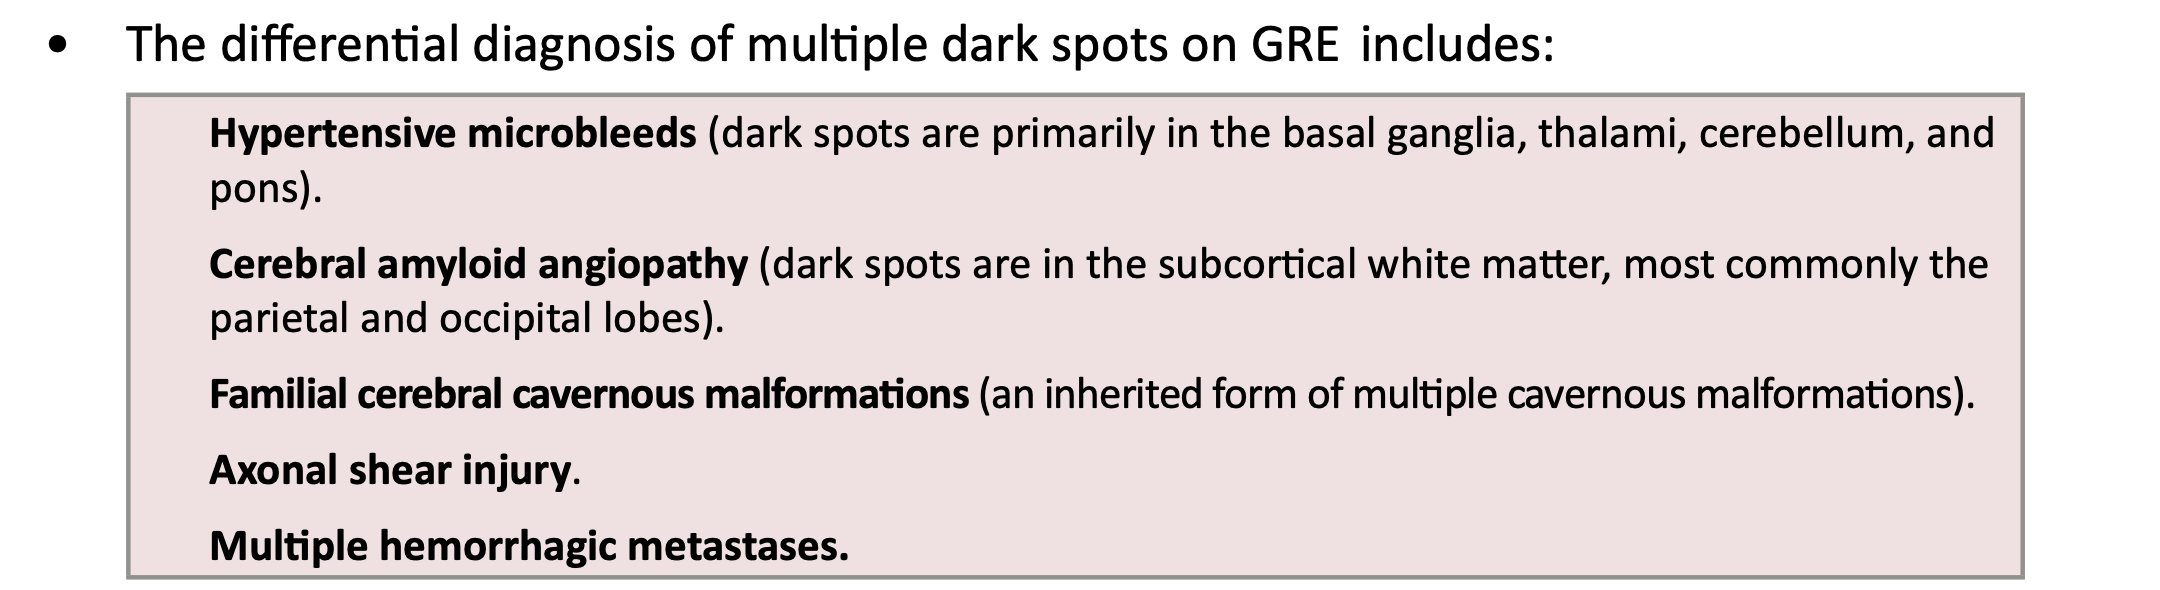 • The differential diagnosis of multiple dark spots on GRE includes:
Hypertensive microbleeds (dark spots are primarily in the basal ganglia, thalami, cerebellum, and
pons).
Cerebral amyloid angiopathy (dark spots are in the subcortical white matter, most commonly the
parietal and occipital lobes).
Familial cerebral cavernous malformations (an inherited form of multiple cavernous malformations).
Axonal shear injury.
Multiple hemorrhagic metastases.